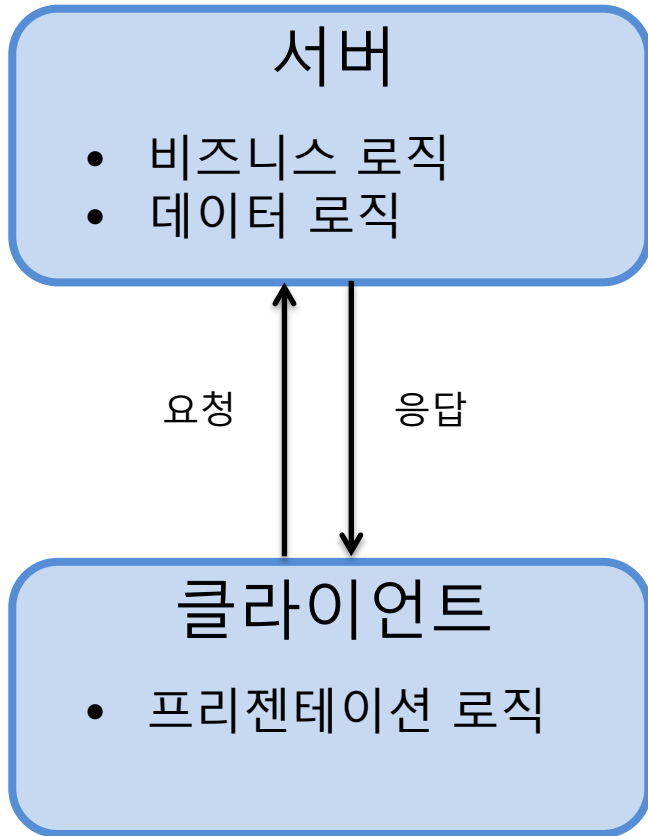 서버
• 비즈니스 로직
• 데이터 로직
요청
응답
클라이언트
• 프리젠테이션 로직